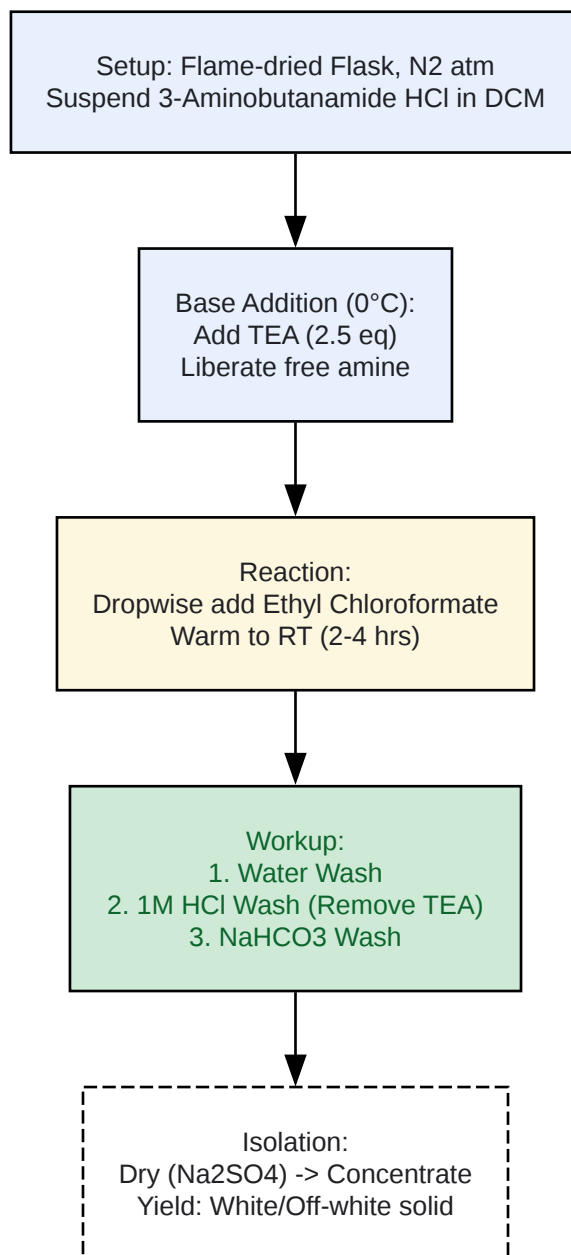 Setup: Flame-dried Flask, N2 atm
Suspend 3-Aminobutanamide HCl in DCM
Base Addition (0°C):
Add TEA (2.5 eq)
Liberate free amine
Reaction:
Dropwise add Ethyl Chloroformate
Warm to RT (2-4 hrs)
Workup:
1. Water Wash
2. 1M HCl Wash (Remove TEA)
3. NaHCO3 Wash
Isolation:
Dry (Na2SO4) -> Concentrate
Yield: White/Off-white solid